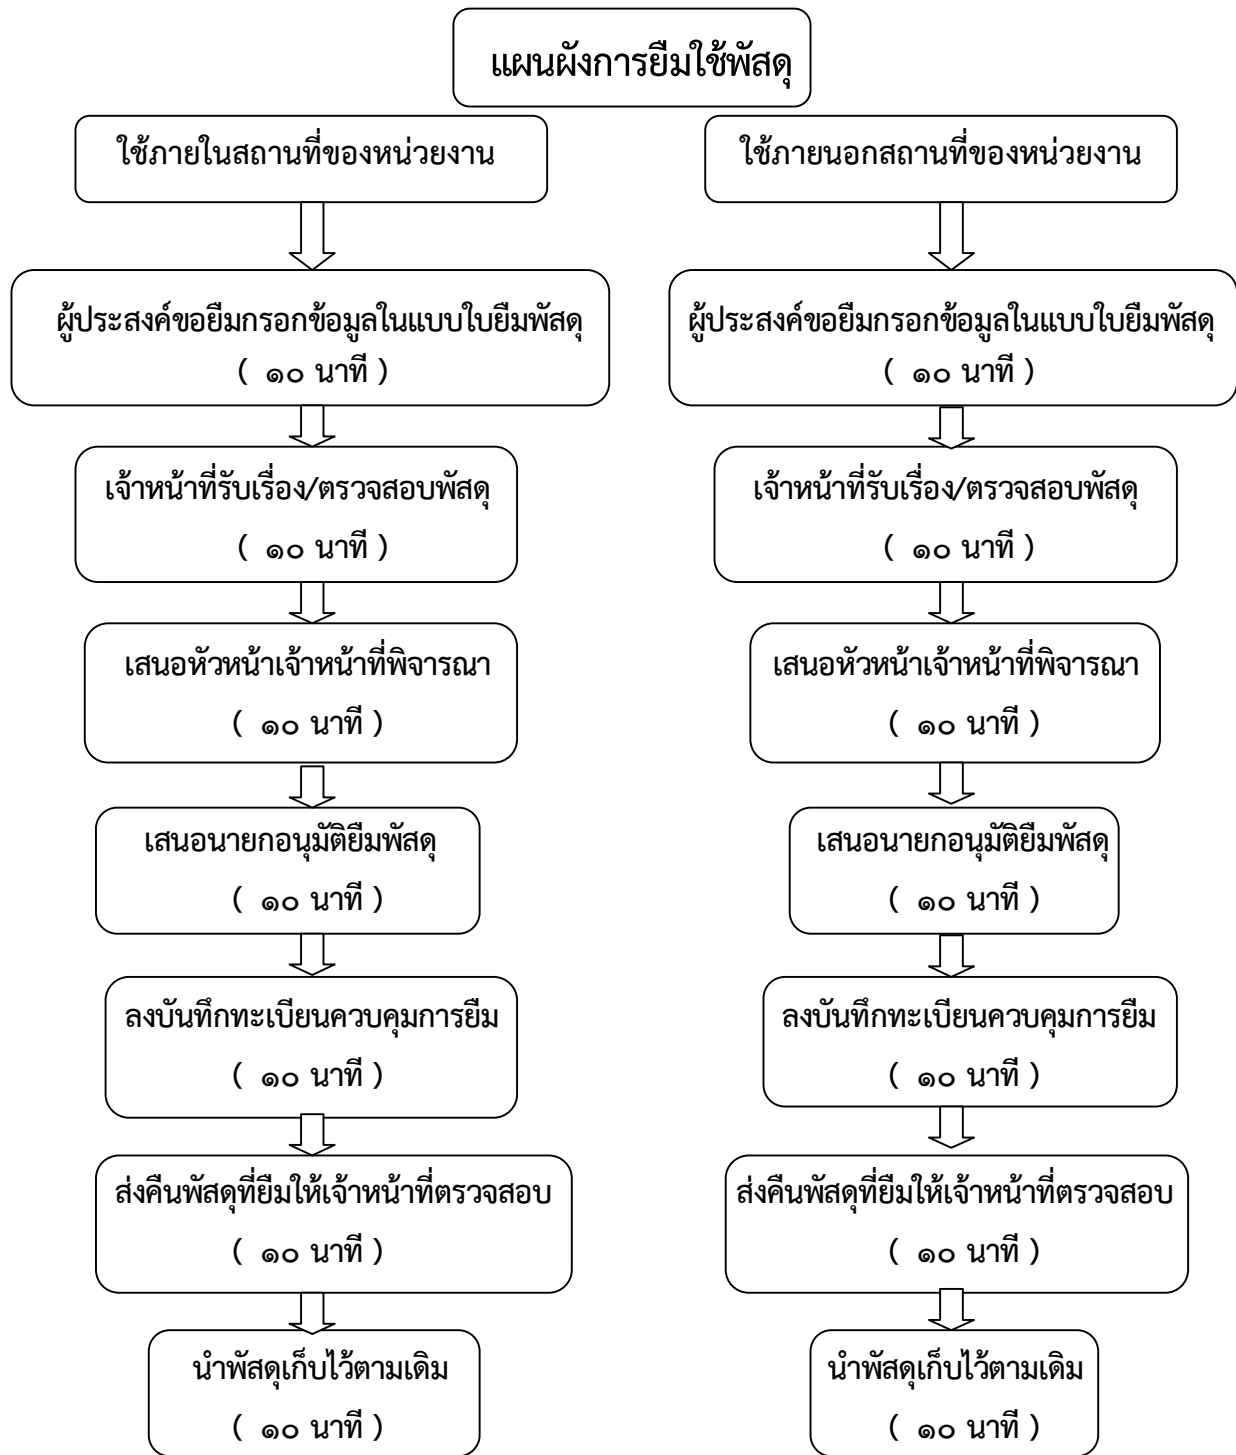 แผนผังการยืมใช้พัสดุ
ใช้ภายในสถานที่ของหน่วยงาน
ผู้ประสงค์ขอยืมกรอกข้อมูลในแบบใบยืมพัสดุ
( ๑๐ นาที )
เจ้าหน้าที่รับเรื่อง/ตรวจสอบพัสดุ
( ๑๐ นาที )
เสนอหัวหน้าเจ้าหน้าที่พิจารณา
( ๑๐ นาที )
เสนอนายกอนุมัติยืมพัสดุ
( ๑๐ นาที )
ลงบันทึกทะเบียนควบคุมการยืม
( ๑๐ นาที )
ส่งคืนพัสดุที่ยืมให้เจ้าหน้าที่ตรวจสอบ
( ๑๐ นาที )
นำพัสดุเก็บไว้ตามเดิม
( ๑๐ นาที )
ใช้ภายนอกสถานที่ของหน่วยงาน
ผู้ประสงค์ขอยืมกรอกข้อมูลในแบบใบยืมพัสดุ
( ๑๐ นาที )
เจ้าหน้าที่รับเรื่อง/ตรวจสอบพัสดุ
( ๑๐ นาที )
เสนอหัวหน้าเจ้าหน้าที่พิจารณา
( ๑๐ นาที )
เสนอนายกอนุมัติยืมพัสดุ
( ๑๐ นาที )
ลงบันทึกทะเบียนควบคุมการยืม
( ๑๐ นาที )
ส่งคืนพัสดุที่ยืมให้เจ้าหน้าที่ตรวจสอบ
( ๑๐ นาที )
นำพัสดุเก็บไว้ตามเดิม
( ๑๐ นาที )